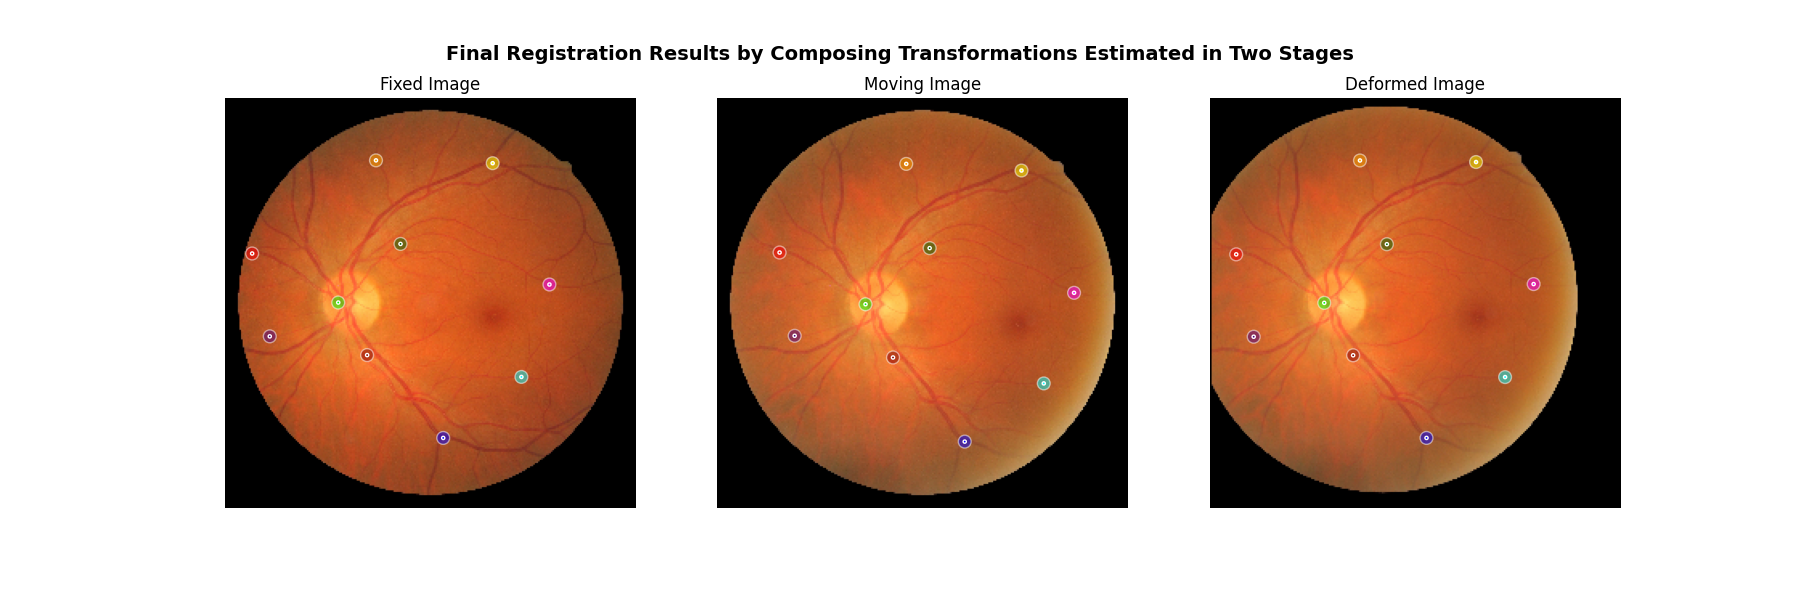 Final Registration Results by Composing Transformations Estimated in Two Stages
Fixed Image
Moving Image
Deformed Image